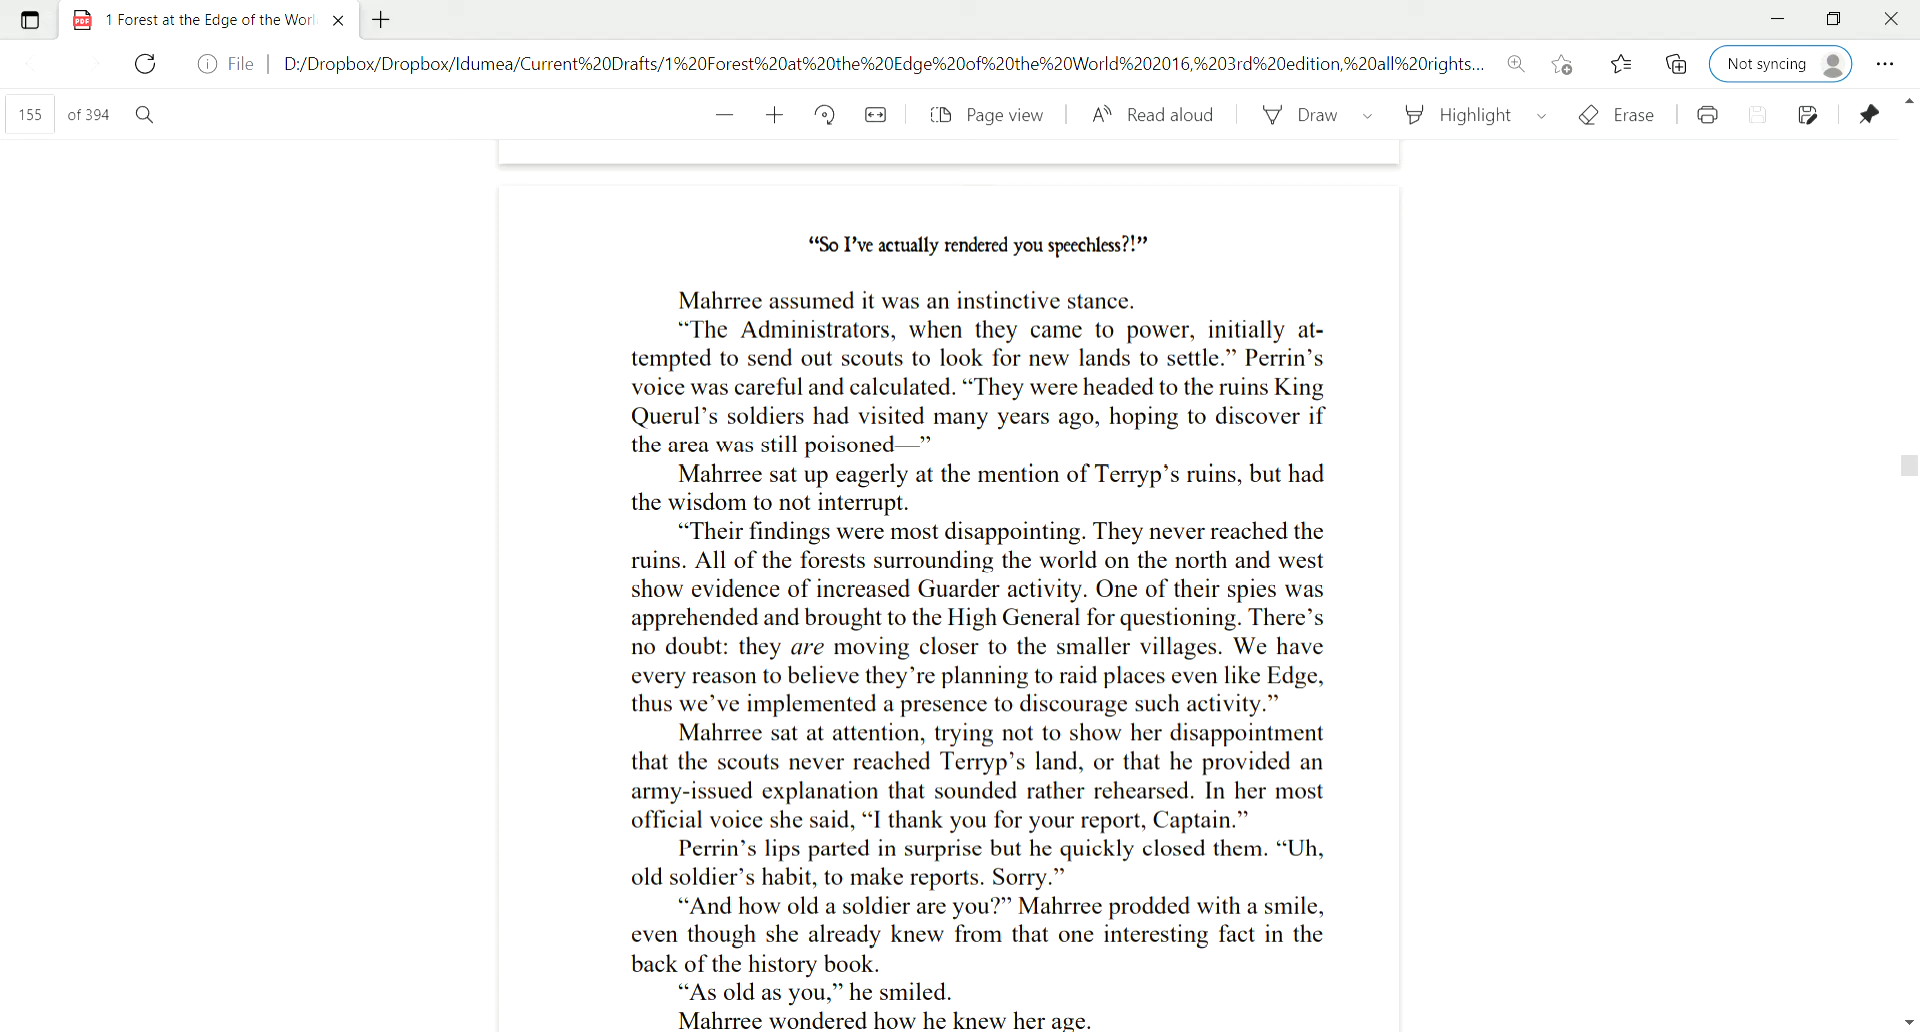 1 Forest at the Edge of the Worl
File
D:/Dropbox/Dropbox/Idumea/Current%20Drafts/1%20Forest%20at%20the%20Edge%20of%20the%20World%202016,%203rd%20edition,%20all%20rights...
Not syncing
155 of 394
Page view
Read aloud
Draw
Highlight
Erase
“So I’ve actually rendered you speechless?!”
Mahrree assumed it was an instinctive stance.
“The Administrators, when they came to power, initially at-
tempted to send out scouts to look for new lands to settle.” Perrin’s
voice was careful and calculated. “They were headed to the ruins King
Querul’s soldiers had visited many years ago, hoping to discover if
the area was still poisoned—”
Mahrree sat up eagerly at the mention of Terryp’s ruins, but had
the wisdom to not interrupt.
“Their findings were most disappointing. They never reached the
ruins. All of the forests surrounding the world on the north and west
show evidence of increased Guarder activity. One of their spies was
apprehended and brought to the High General for questioning. There’s
no doubt: they are moving closer to the smaller villages. We have
every reason to believe they’re planning to raid places even like Edge,
thus we’ve implemented a presence to discourage such activity.”
Mahrree sat at attention, trying not to show her disappointment
that the scouts never reached Terryp’s land, or that he provided an
army-issued explanation that sounded rather rehearsed. In her most
official voice she said, “I thank you for your report, Captain.”
Perrin’s lips parted in surprise but he quickly closed them. “Uh,
old soldier’s habit, to make reports. Sorry.”
“And how old a soldier are you?” Mahrree prodded with a smile,
even though she already knew from that one interesting fact in the
back of the history book.
“As old as you,” he smiled.
Mahrree wondered how he knew her age.